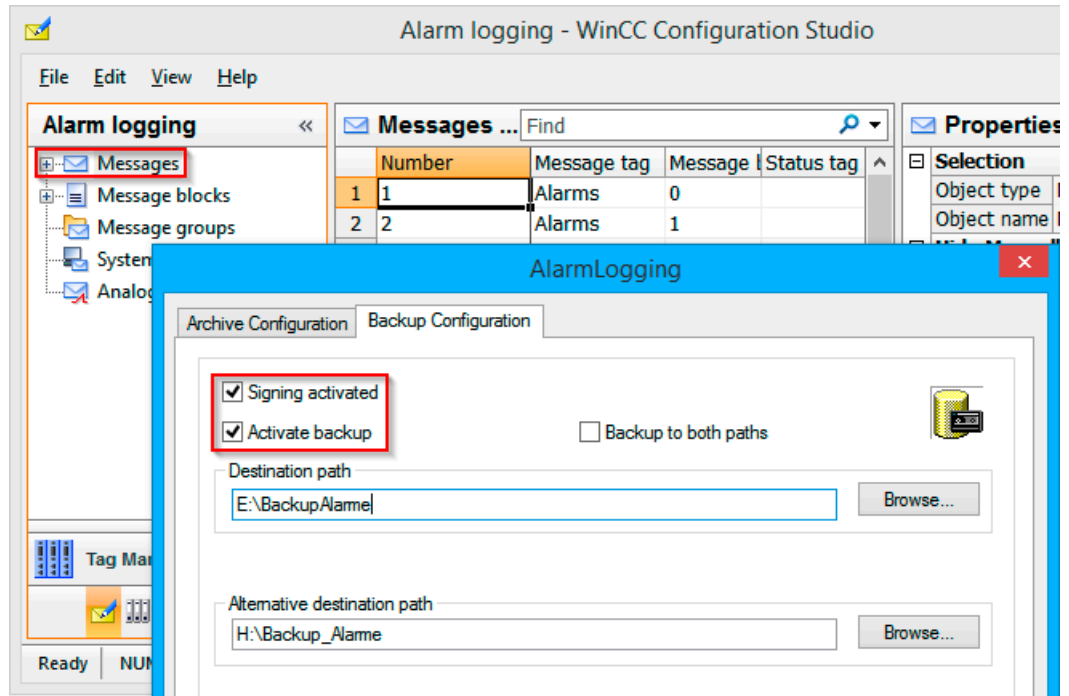 Alarm logging - WinCC Configuration Studio
File Edit View Help
Alarm logging «
Messages
Message blocks
Message groups
System
Analog
Tag Mar
Ready NUM
Messages ... Find
Number Message tag Message b Status tag
1 1 Alarms 0
2 2 Alarms 1
Properties
Selection
Object type
Object name
AlarmLogging
Archive Configuration Backup Configuration
Signing activated
Activate backup Backup to both paths
Destination path
E:\BackupAlarme Browse...
Alternative destination path
H:\Backup_Alarme Browse...